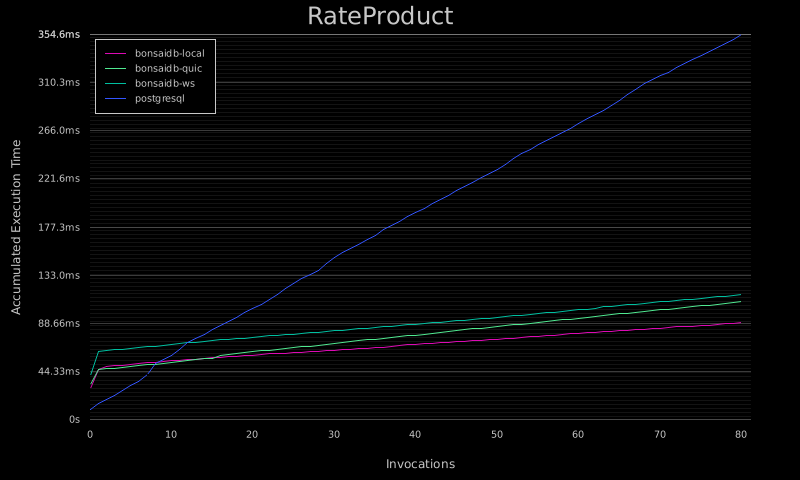 RateProduct
354.6ms
310.3ms
266.0ms
221.6ms
177.3ms
133.0ms
88.66ms
44.33ms
0s
bonsaidb-local
bonsaidb-quic
bonsaidb-ws
postgresql
Accumulated Execution Time
0 10 20 30 40 50 60 70 80
Invocations